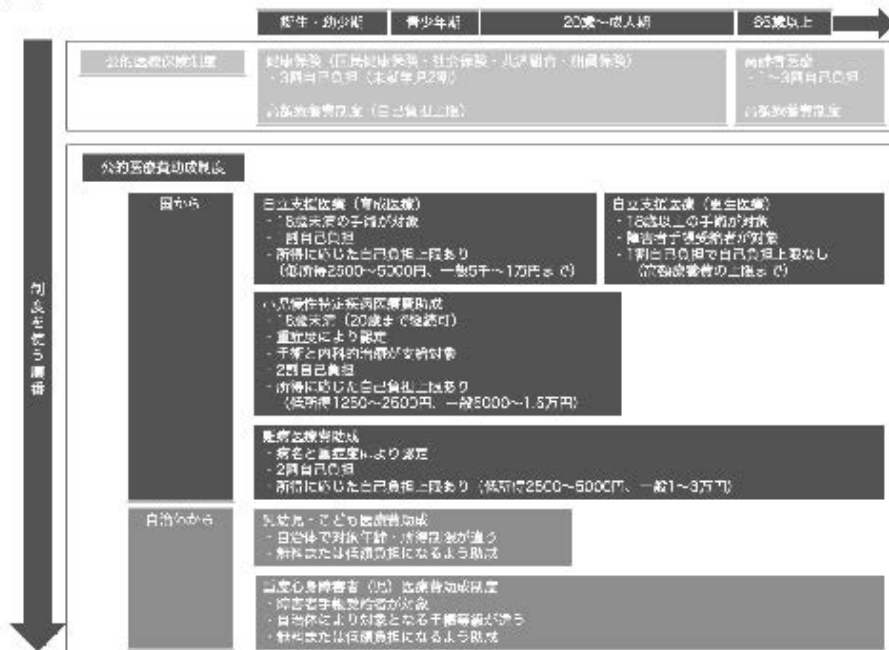 新生・幼少期
青少年期
20歳～成人期
65歳以上
公的医療保険制度
健康保険（国民健康保険・社会保険・共済組合・船員保険）
・3割自己負担（未就学児2割）
高額療養費制度（自己負担上限）
高齢者医療
・1～3割自己負担
高額療養費制度
公的医療費助成制度
制度を使う順番
国から
自立支援医療（育成医療）
・18歳未満の手術が対象
・1割自己負担
・所得に応じた自己負担上限あり
（低所得2500～5000円、一般5千～1万円まで）
自立支援医療（更生医療）
・18歳以上の手術が対象
・障害者手帳受給者が対象
・1割自己負担で自己負担上限なし
（高額療養費の上限まで）
小児慢性特定疾病医療費助成
・18歳未満（20歳まで継続可）
・重症度により認定
・手術と内科的治療が支給対象
・2割自己負担
・所得に応じた自己負担上限あり
（低所得1250～2500円、一般5000～1.5万円）
難病医療費助成
・病名と重症度により認定
・2割自己負担
・所得に応じた自己負担上限あり（低所得2500～5000円、一般1～3万円）
自治体から
乳幼児・こども医療費助成
・自治体で対象年齢・所得制限が違う
・無料または低額負担になるよう助成
重度心身障害者（児）医療費助成制度
・障害者手帳受給者が対象
・自治体により対象となる手帳等級が違う
・無料または低額負担になるよう助成